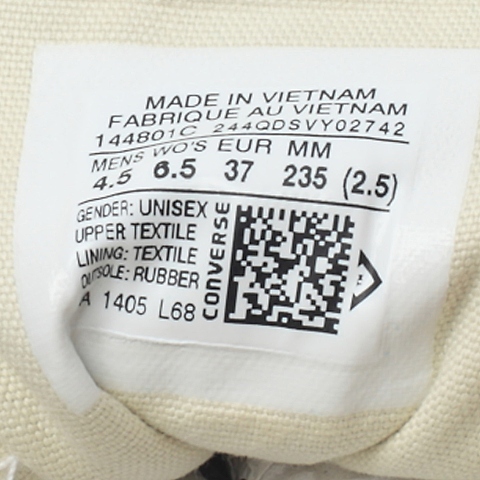 MADE IN VIETNAM
FABRIQUE AU VIETNAM
144801C 244QDSVY02742
MENS WO'S EUR MM
4.5 6.5 37 235 (2.5)
GENDER: UNISEX
UPPER TEXTILE
LINING: TEXTILE
OUTSOLE: RUBBER
A 1405 L68
CONVERSE